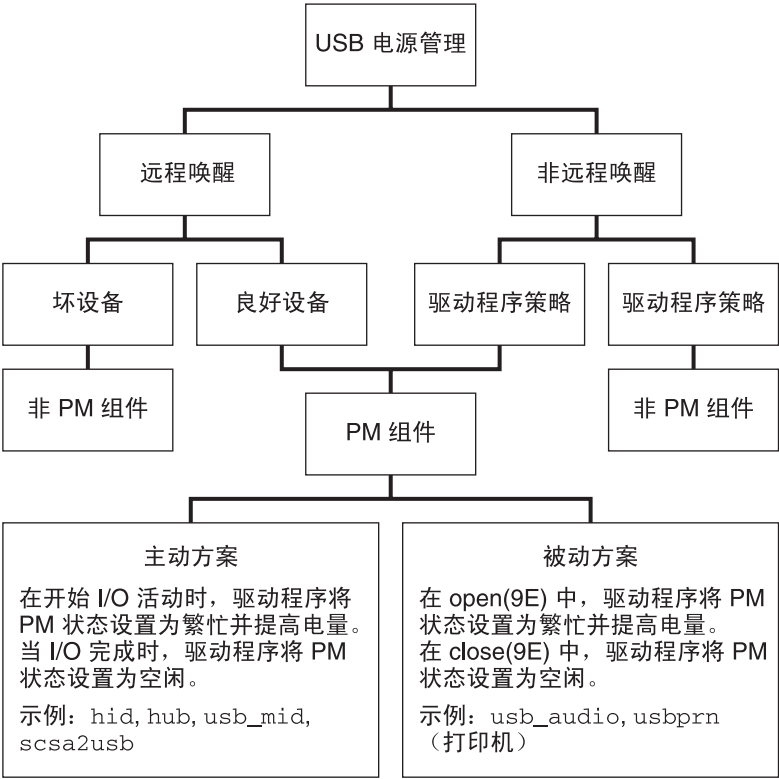 USB 电源管理
远程唤醒
非远程唤醒
坏设备
良好设备
驱动程序策略
驱动程序策略
非 PM 组件
PM 组件
非 PM 组件
主动方案
在开始 I/O 活动时，驱动程序将
PM 状态设置为繁忙并提高电量。
当 I/O 完成时，驱动程序将 PM
状态设置为空闲。
示例：hid, hub, usb_mid,
scsa2usb
被动方案
在 open(9E) 中，驱动程序将 PM
状态设置为繁忙并提高电量。
在 close(9E) 中，驱动程序将 PM
状态设置为空闲。
示例：usb_audio, usbprn
（打印机）